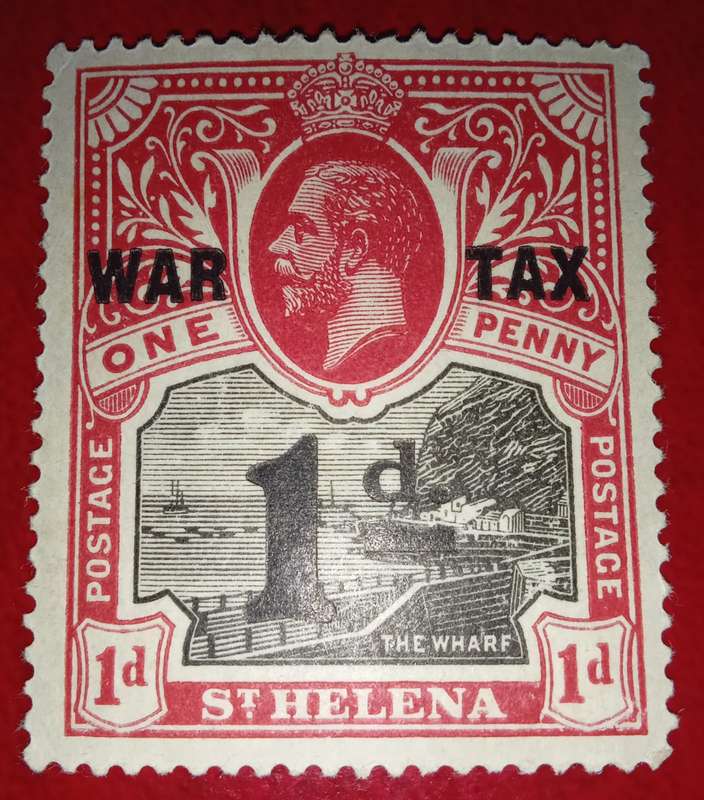 WAR TAX
ONE PENNY
POSTAGE
POSTAGE
1d.
THE WHARF
1d
1d
ST HELENA